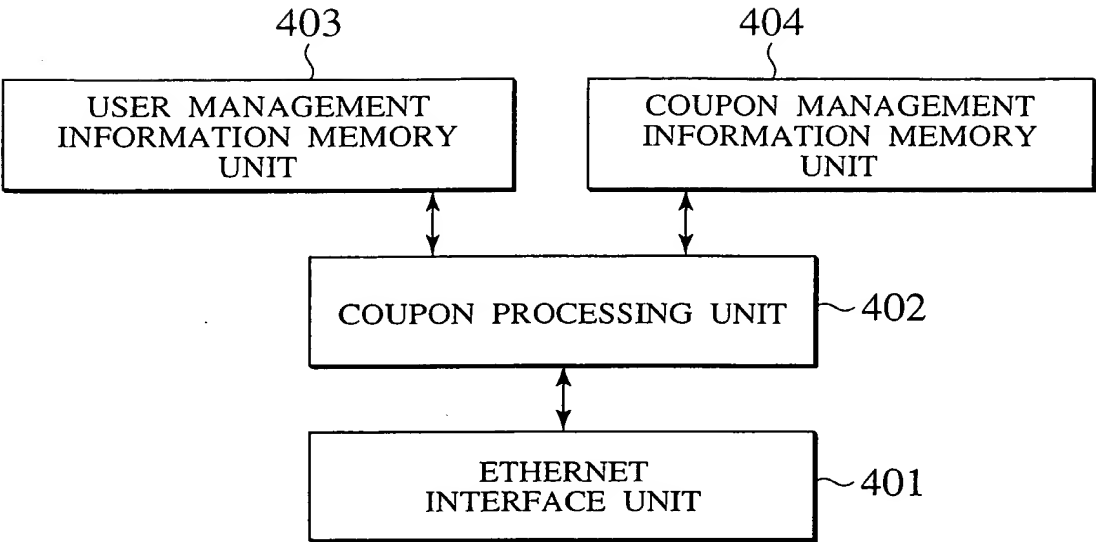 403
USER MANAGEMENT
INFORMATION MEMORY
UNIT
404
COUPON MANAGEMENT
INFORMATION MEMORY
UNIT
COUPON PROCESSING UNIT
402
ETHERNET
INTERFACE UNIT
401